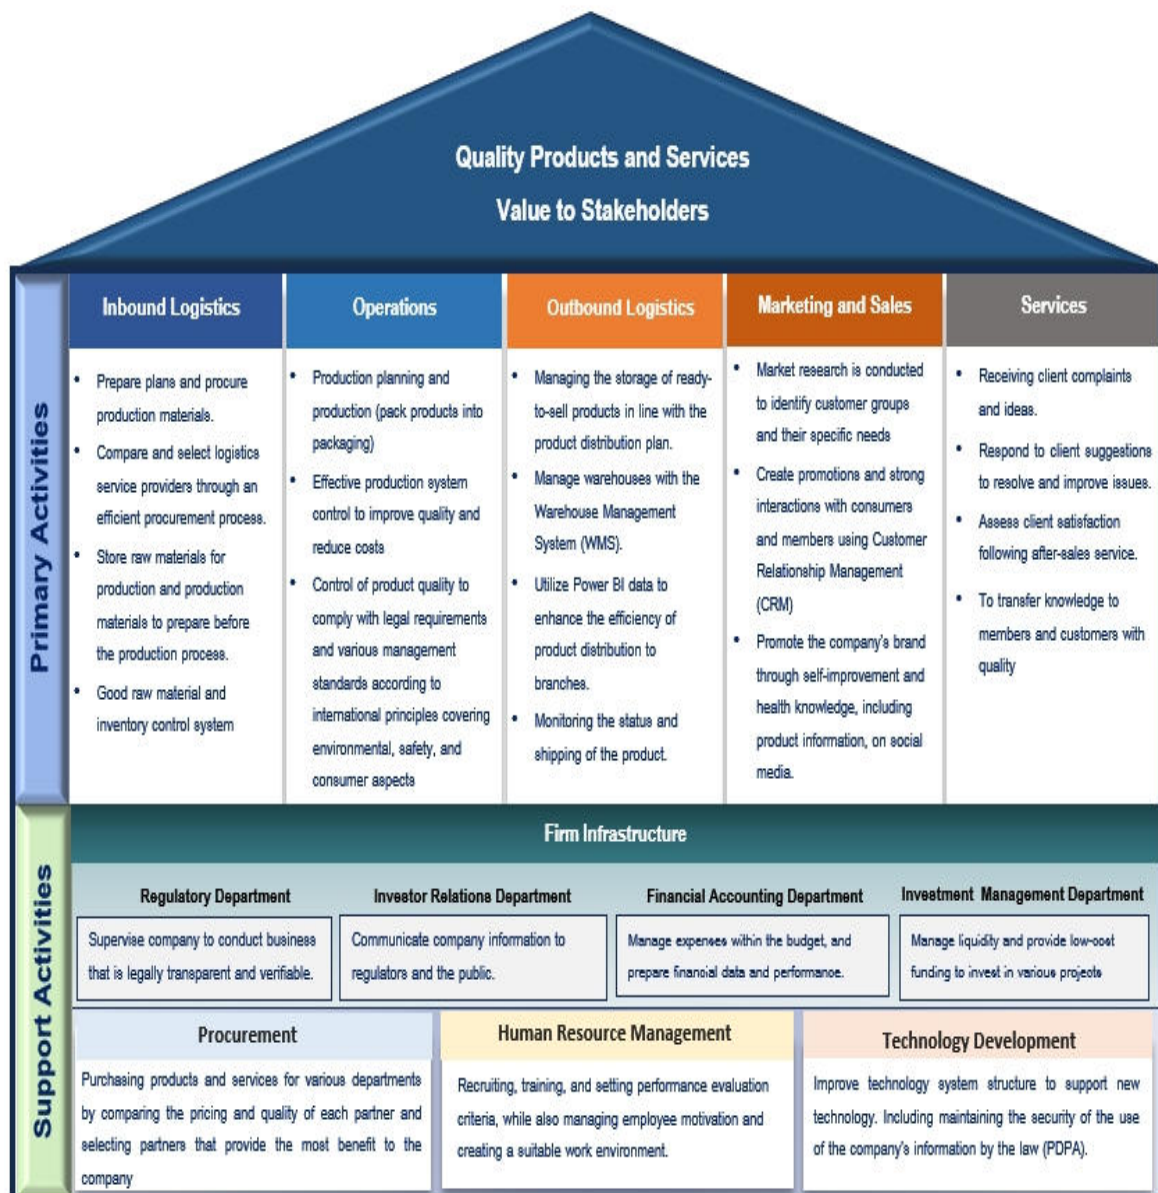 Quality Products and Services
Value to Stakeholders
Primary Activities
Inbound Logistics
• Prepare plans and procure
production materials.
• Compare and select logistics
service providers through an
efficient procurement process.
• Store raw materials for
production and production
materials to prepare before
the production process.
• Good raw material and
inventory control system
Operations
• Production planning and
production (pack products into
packaging)
• Effective production system
control to improve quality and
reduce costs
• Control of product quality to
comply with legal requirements
and various management
standards according to
international principles covering
environmental, safety, and
consumer aspects
Outbound Logistics
• Managing the storage of ready-
to-sell products in line with the
product distribution plan.
• Manage warehouses with the
Warehouse Management
System (WMS).
• Utilize Power BI data to
enhance the efficiency of
product distribution to
branches.
• Monitoring the status and
shipping of the product.
Marketing and Sales
• Market research is conducted
to identify customer groups
and their specific needs
• Create promotions and strong
interactions with consumers
and members using Customer
Relationship Management
(CRM)
• Promote the company's brand
through self-improvement and
health knowledge, including
product information, on social
media.
Services
• Receiving client complaints
and ideas.
• Respond to client suggestions
to resolve and improve issues.
• Assess client satisfaction
following after-sales service.
• To transfer knowledge to
members and customers with
quality
Support Activities
Firm Infrastructure
Regulatory Department
Supervise company to conduct business
that is legally transparent and verifiable.
Investor Relations Department
Communicate company information to
regulators and the public.
Financial Accounting Department
Manage expenses within the budget, and
prepare financial data and performance.
Investment Management Department
Manage liquidity and provide low-cost
funding to invest in various projects
Procurement
Purchasing products and services for various departments
by comparing the pricing and quality of each partner and
selecting partners that provide the most benefit to the
company
Human Resource Management
Recruiting, training, and setting performance evaluation
criteria, while also managing employee motivation and
creating a suitable work environment.
Technology Development
Improve technology system structure to support new
technology. Including maintaining the security of the use
of the company's information by the law (PDPA).